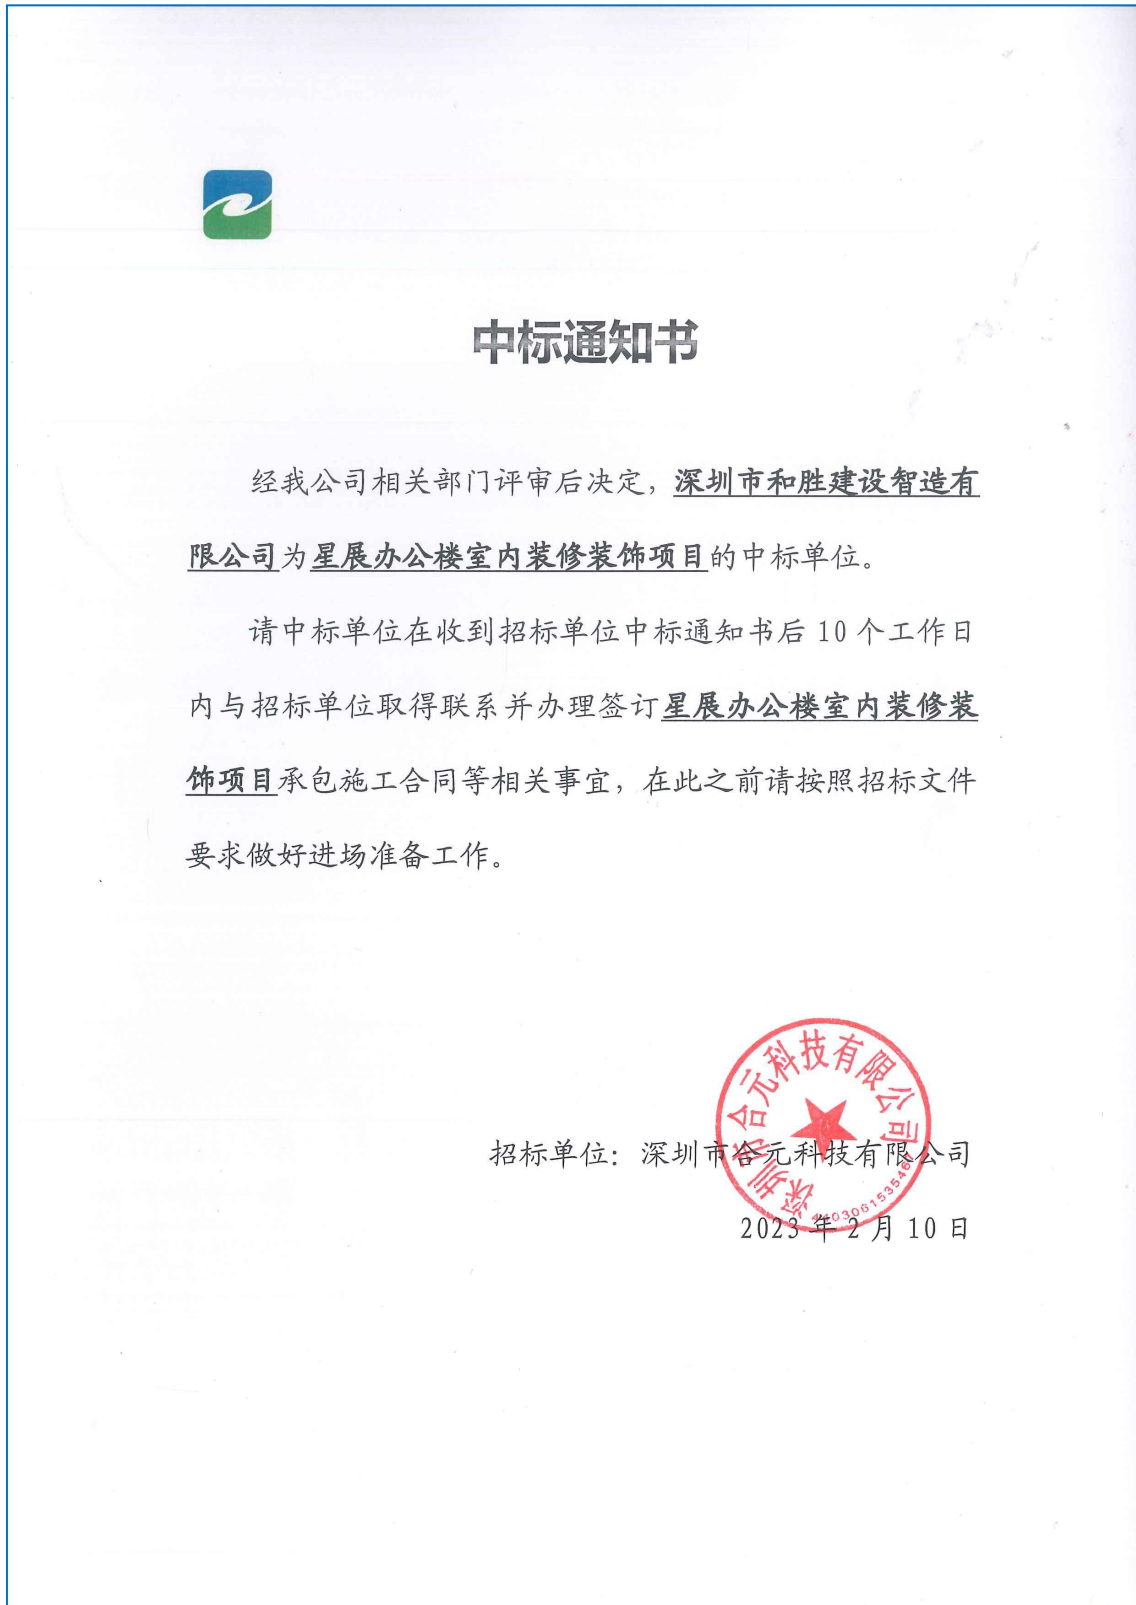 中标通知书
经我公司相关部门评审后决定，深圳市和胜建设智造有
限公司为星展办公楼室内装修装饰项目的中标单位。
请中标单位在收到招标单位中标通知书后 10 个工作日
内与招标单位取得联系并办理签订星展办公楼室内装修装
饰项目承包施工合同等相关事宜，在此之前请按照招标文件
要求做好进场准备工作。
深圳市合元科技有限公司
招标单位：深圳市合元科技有限公司
2023 年 2 月 10 日